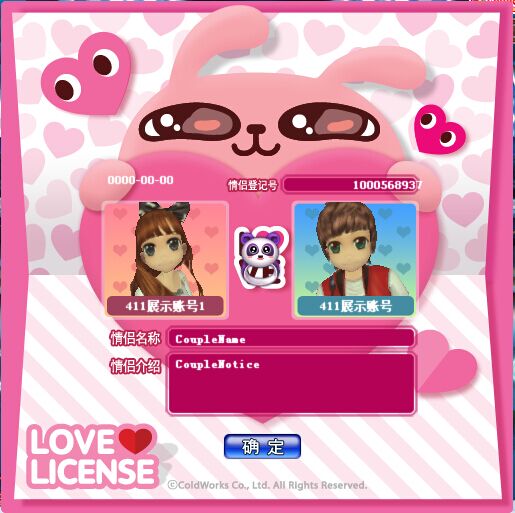 0000-00-00
情侣登记号
1000568937
411展示账号1
411展示账号
情侣名称
CoupleName
情侣介绍
CoupleNotice
LOVE
LICENSE
确 定
©ColdWorks Co., Ltd. All Rights Reserved.